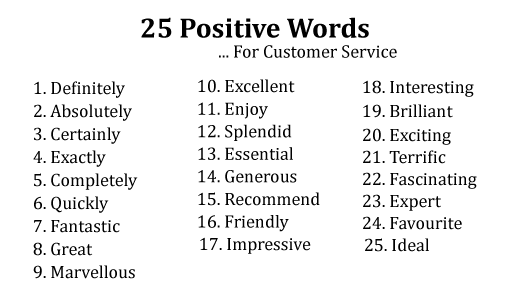 25 Positive Words
... For Customer Service
1. Definitely
2. Absolutely
3. Certainly
4. Exactly
5. Completely
6. Quickly
7. Fantastic
8. Great
9. Marvellous
10. Excellent
11. Enjoy
12. Splendid
13. Essential
14. Generous
15. Recommend
16. Friendly
17. Impressive
18. Interesting
19. Brilliant
20. Exciting
21. Terrific
22. Fascinating
23. Expert
24. Favourite
25. Ideal